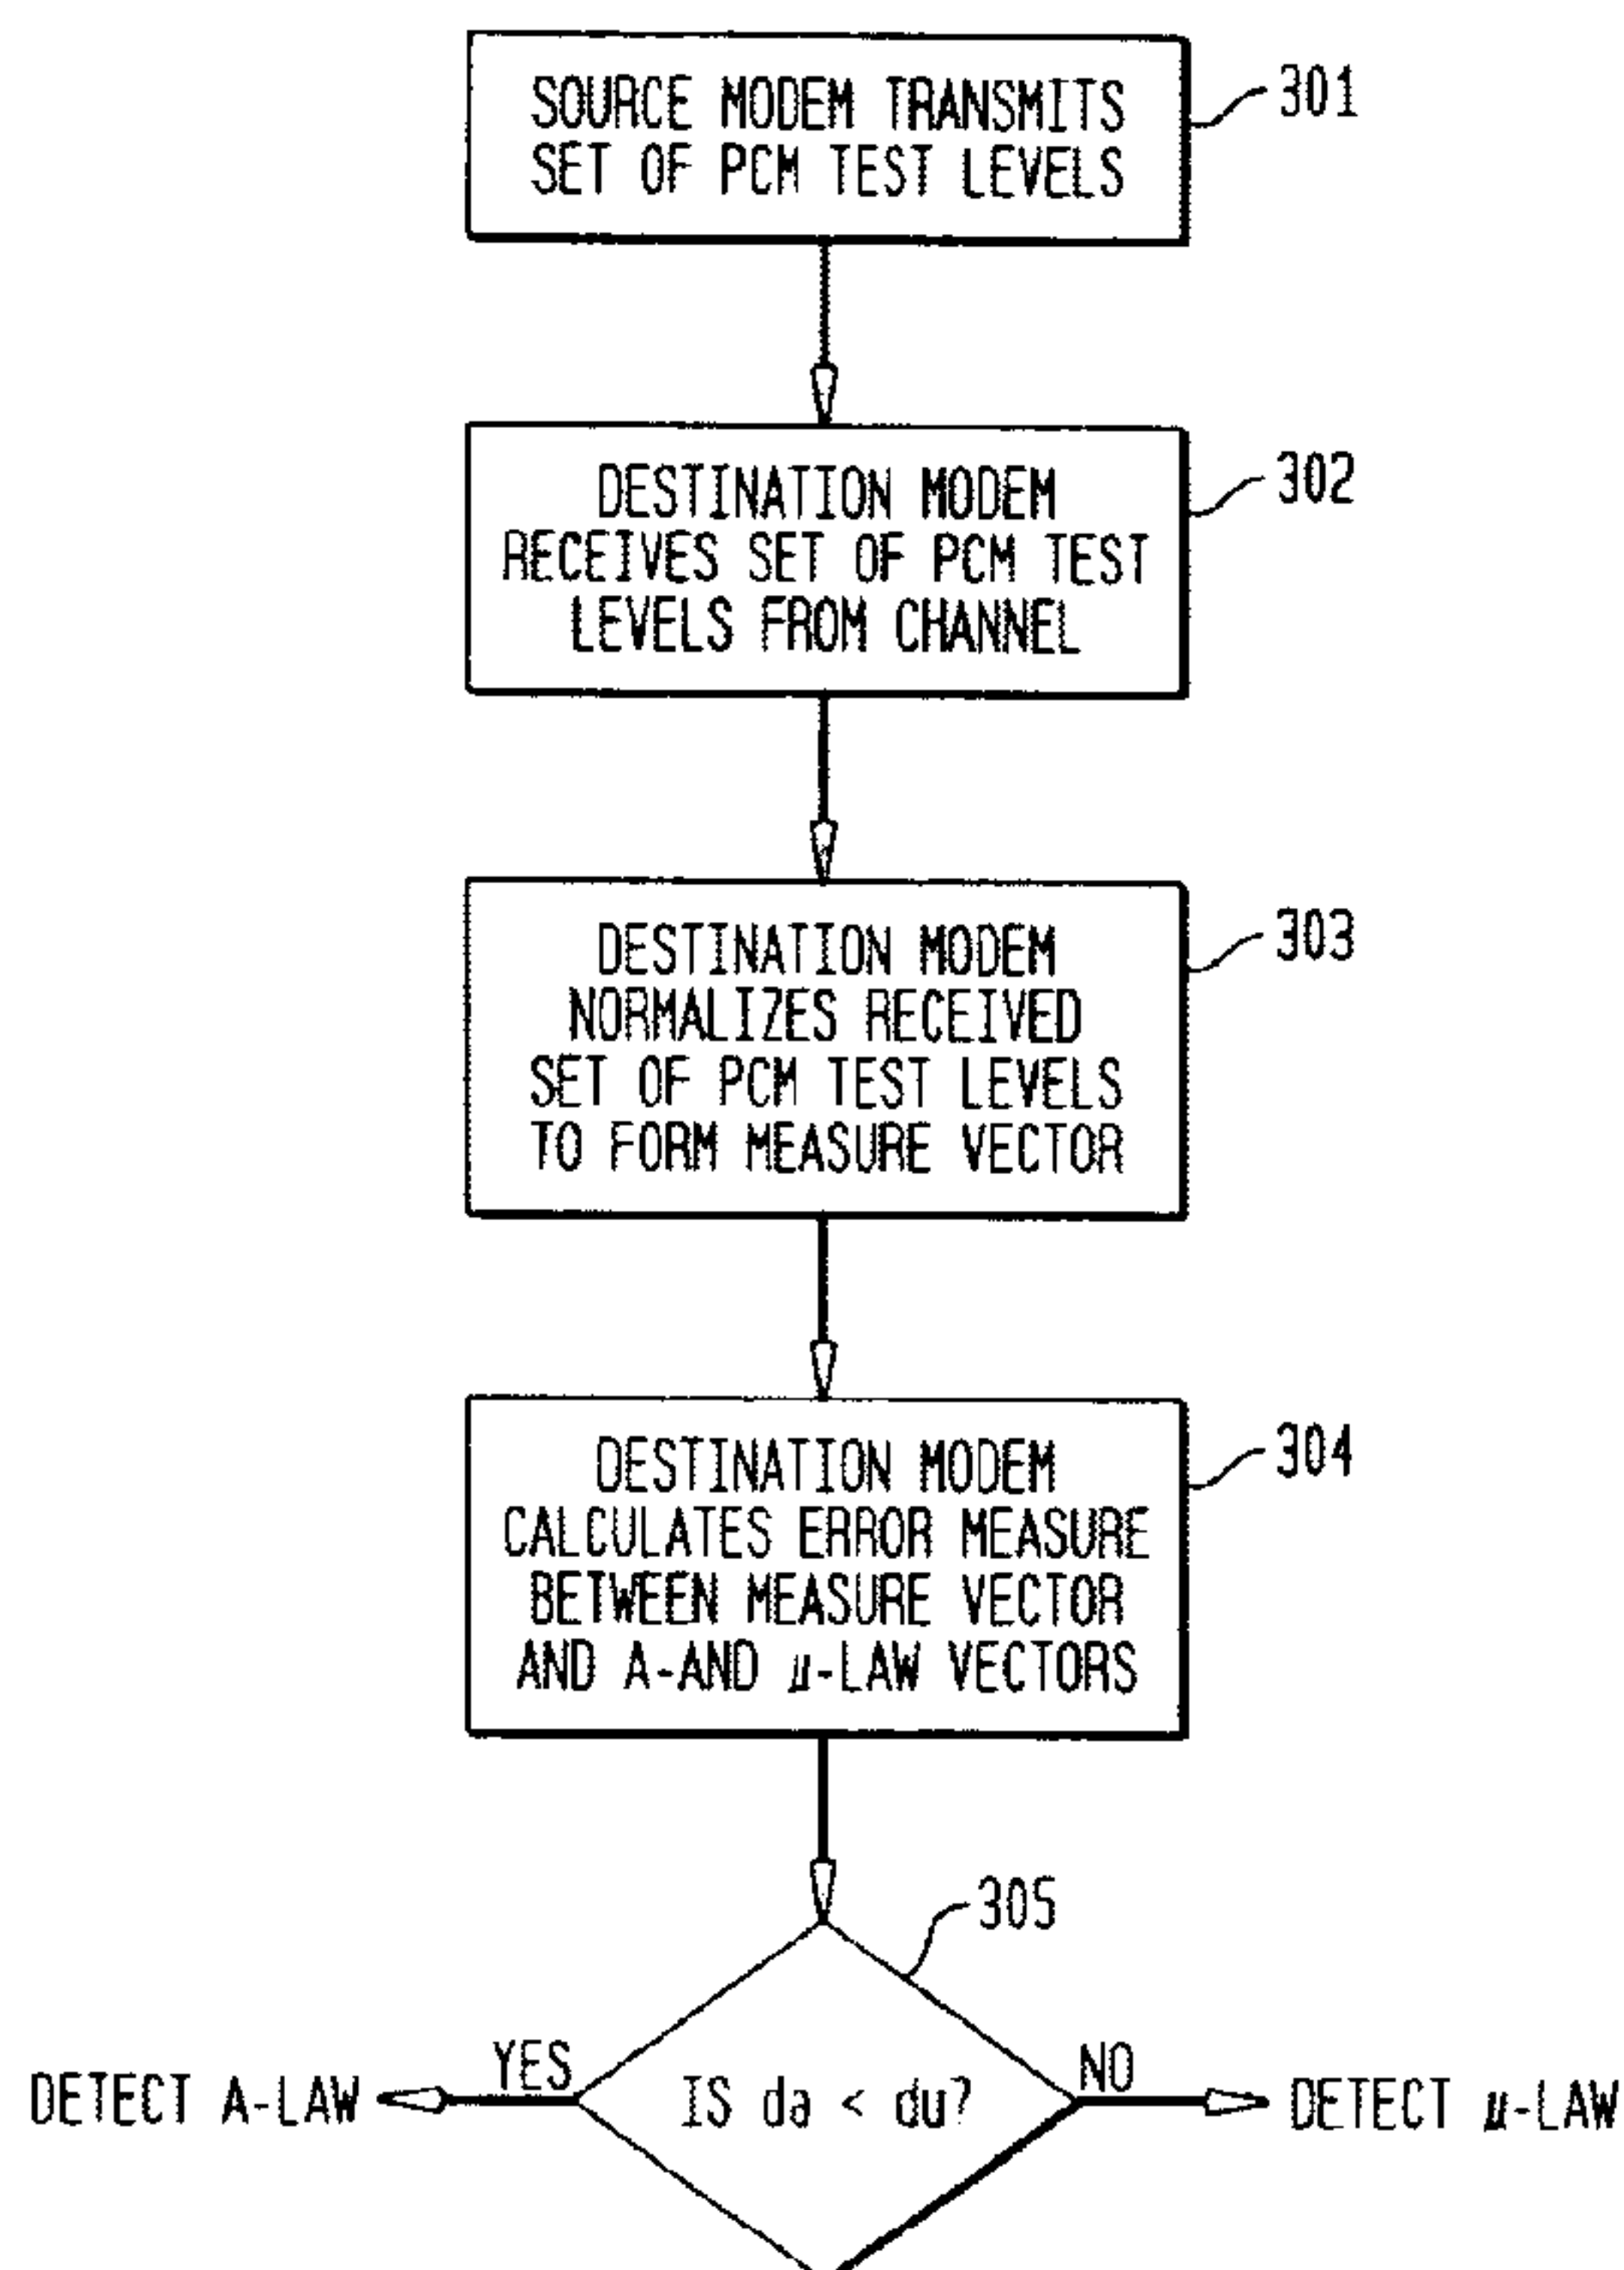 SOURCE MODEM TRANSMITS
SET OF PCM TEST LEVELS
301
DESTINATION MODEM
RECEIVES SET OF PCM TEST
LEVELS FROM CHANNEL
302
DESTINATION MODEM
NORMALIZES RECEIVED
SET OF PCM TEST LEVELS
TO FORM MEASURE VECTOR
303
DESTINATION MODEM
CALCULATES ERROR MEASURE
BETWEEN MEASURE VECTOR
AND A-AND μ-LAW VECTORS
304
305
YES
NO
DETECT A-LAW
IS da < du?
DETECT μ-LAW